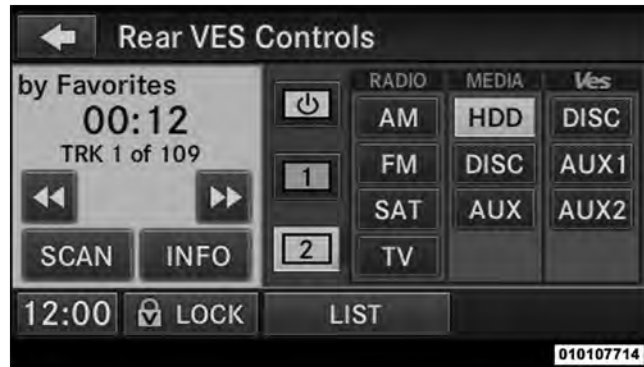 Rear VES Controls
by Favorites
00:12
TRK 1 of 109
SCAN INFO
1
2
RADIO MEDIA Ves
AM HDD DISC
FM DISC AUX1
SAT AUX AUX2
TV
12:00 LOCK LIST
010107714